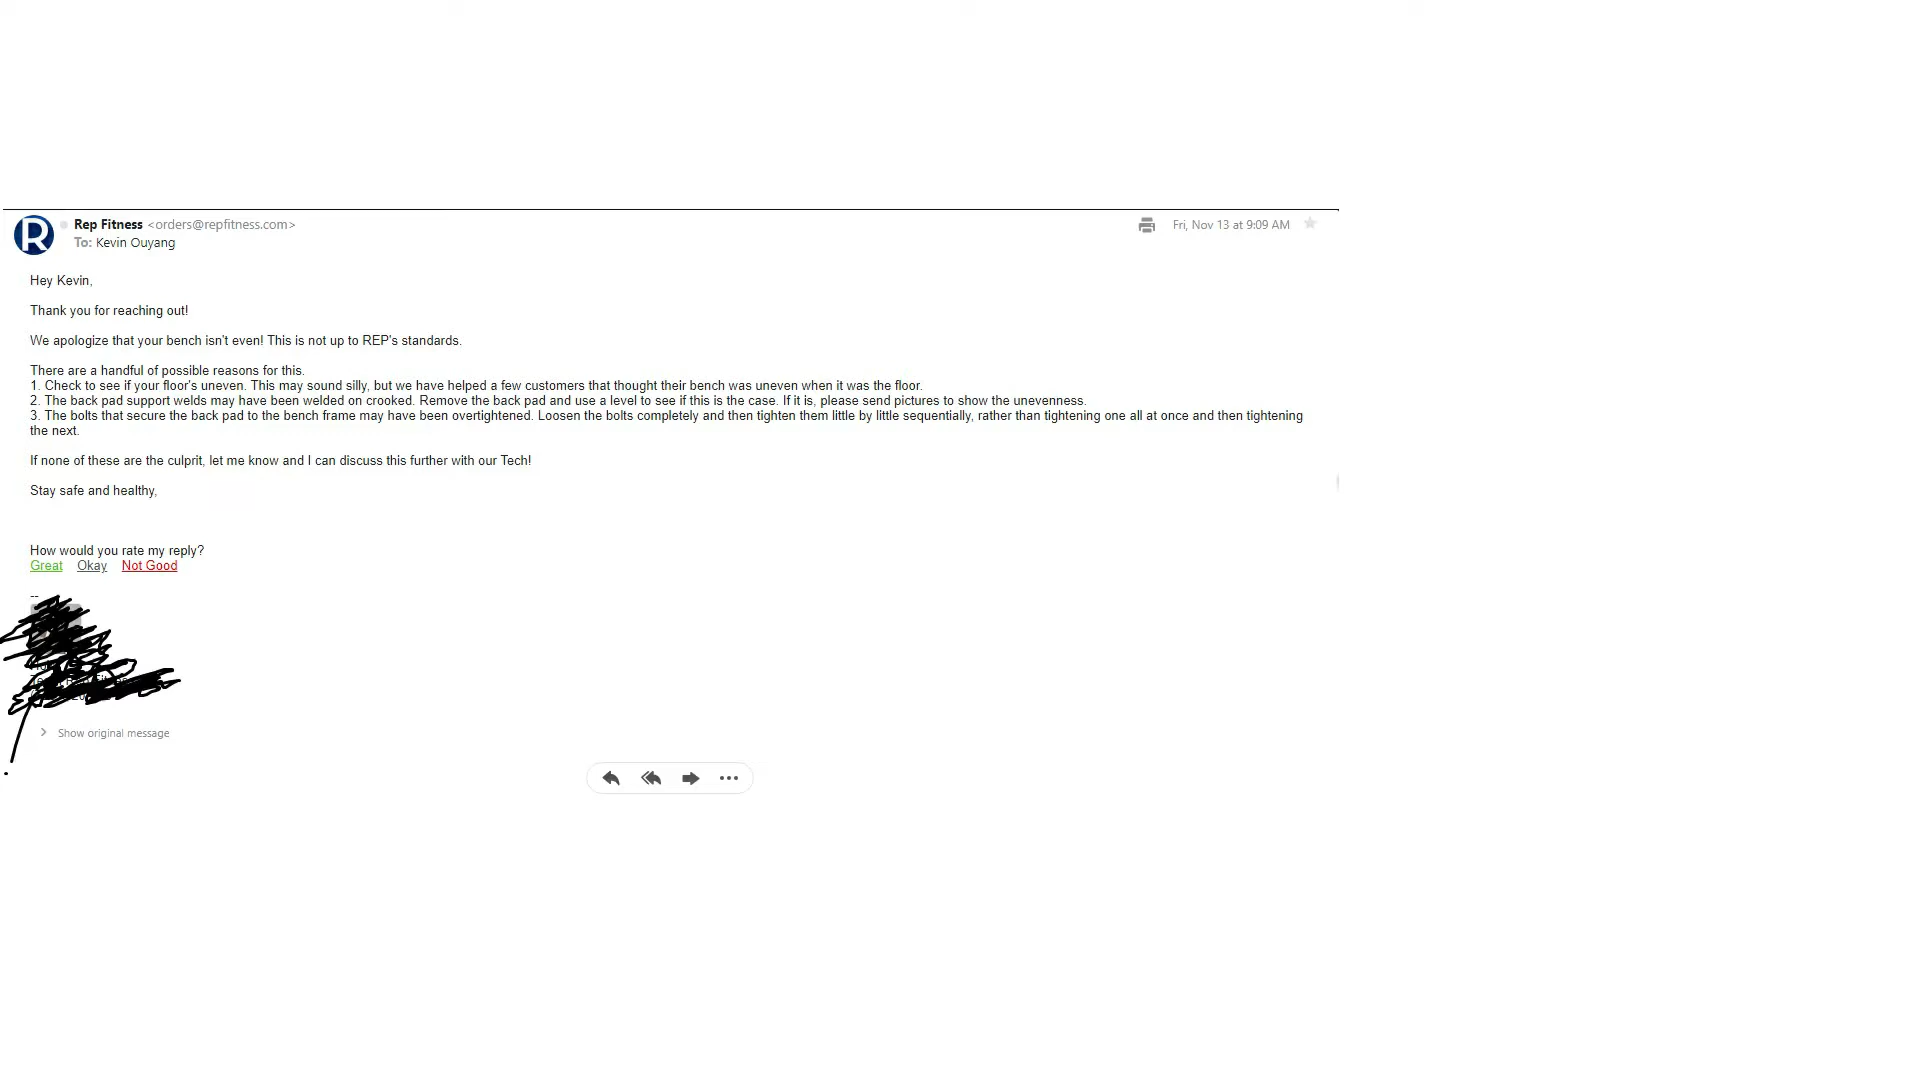 R
Rep Fitness <orders@repfitness.com>
Fri, Nov 13 at 9:09 AM
To: Kevin Ouyang
Hey Kevin,
Thank you for reaching out!
We apologize that your bench isn't even! This is not up to REP's standards.
There are a handful of possible reasons for this.
1. Check to see if your floor's uneven. This may sound silly, but we have helped a few customers that thought their bench was uneven when it was the floor.
2. The back pad support welds may have been welded on crooked. Remove the back pad and use a level to see if this is the case. If it is, please send pictures to show the unevenness.
3. The bolts that secure the back pad to the bench frame may have been overtightened. Loosen the bolts completely and then tighten them little by little sequentially, rather than tightening one all at once and then tightening
the next.
If none of these are the culprit, let me know and I can discuss this further with our Tech!
Stay safe and healthy,
How would you rate my reply?
Great Okay Not Good
--
Show original message